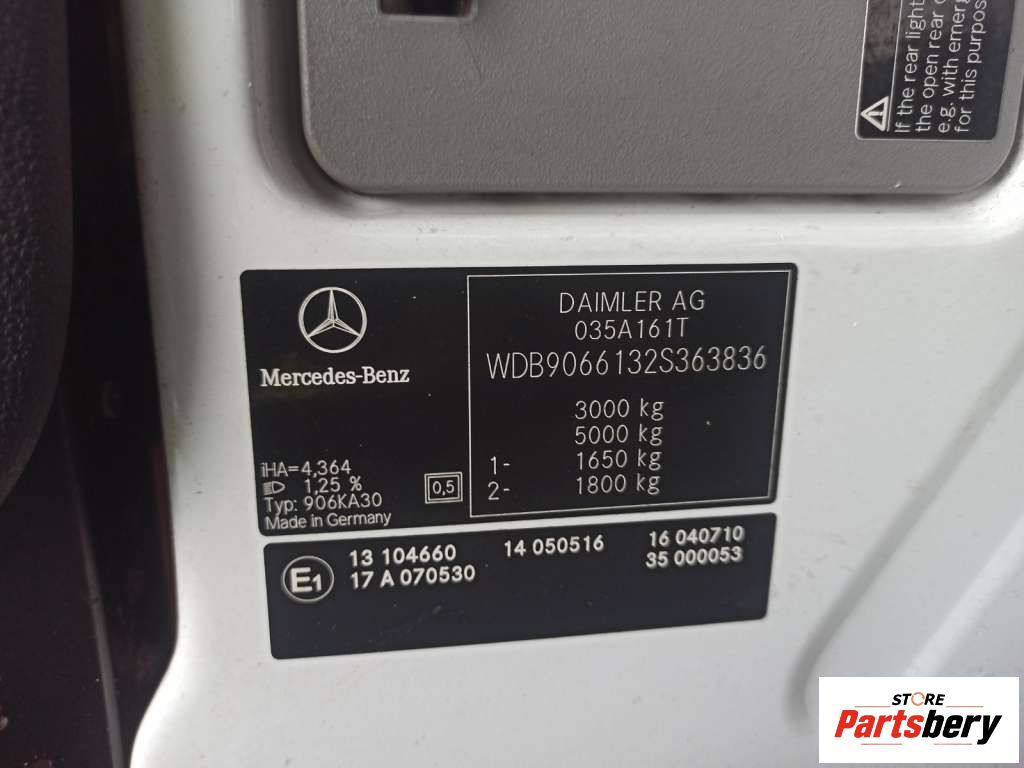 If the rear light
the open rear
e.g. with emerg
for this purpos
DAIMLER AG
035A161T
WDB9066132S363836
Mercedes-Benz
3000 kg
5000 kg
1- 1650 kg
2- 1800 kg
iHA=4,364
1,25 %
Typ: 906KA30
Made in Germany
0,5
E1
13 104660 14 050516 16 040710
17 A 070530 35 000053
STORE
Partsbery